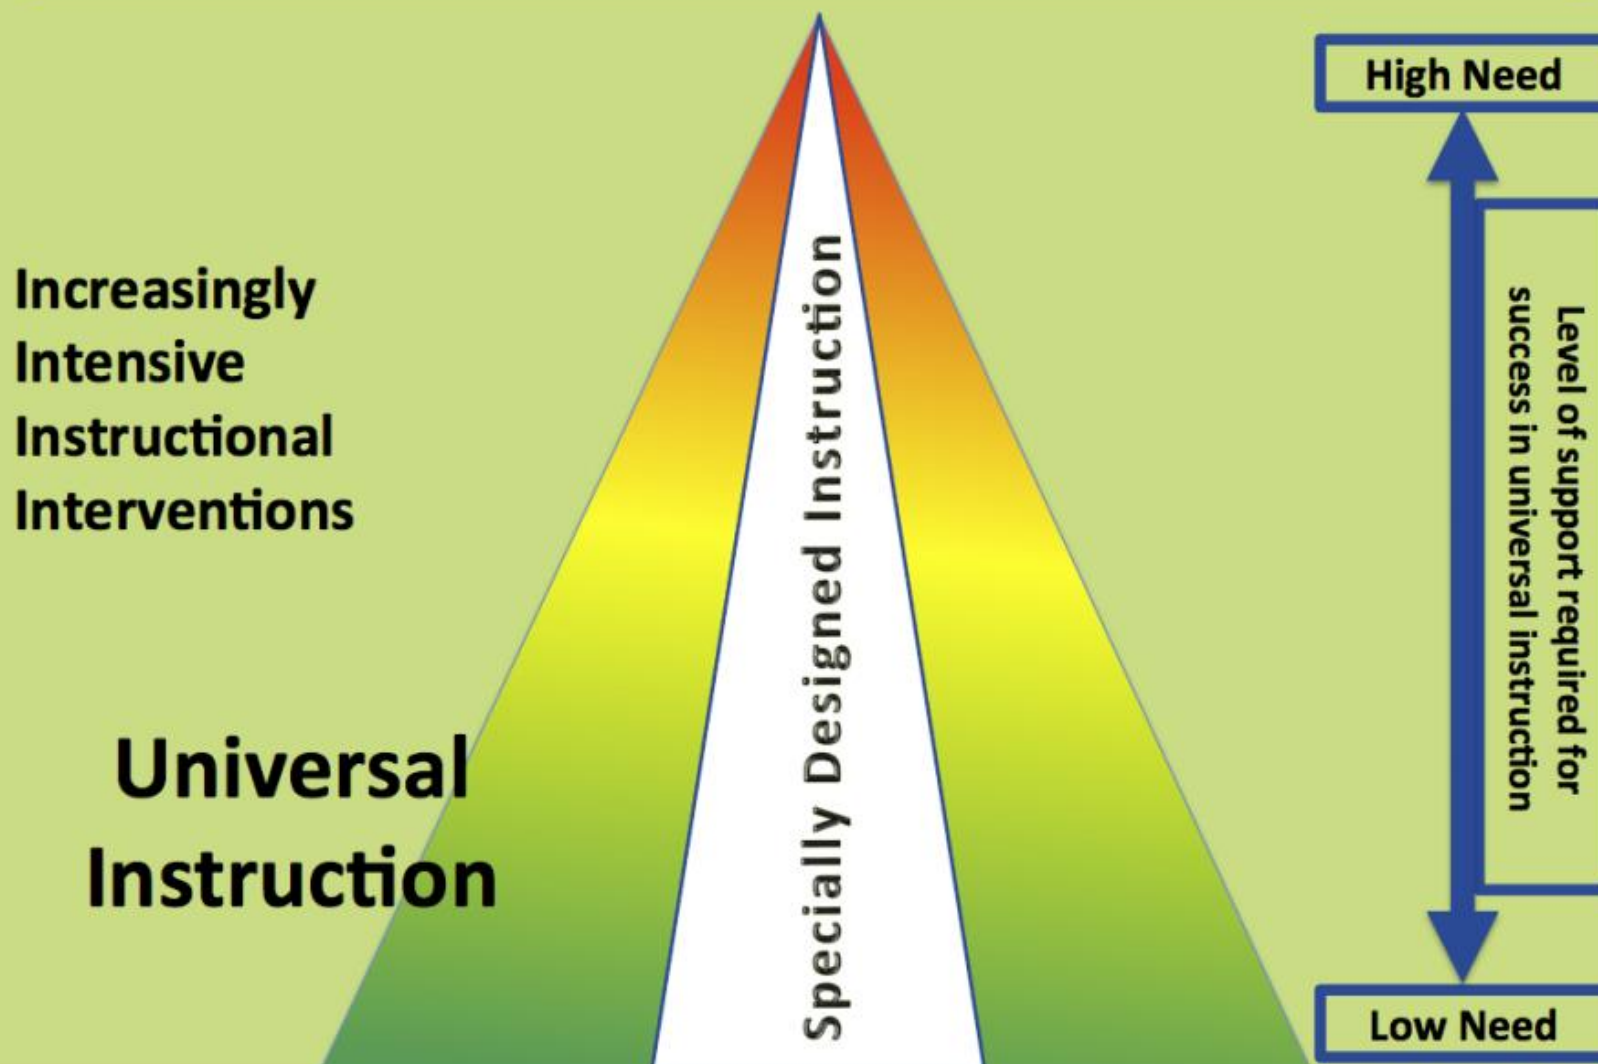 Increasingly
Intensive
Instructional
Interventions
Universal
Instruction
Specially Designed Instruction
High Need
Level of support required for
success in universal instruction
Low Need